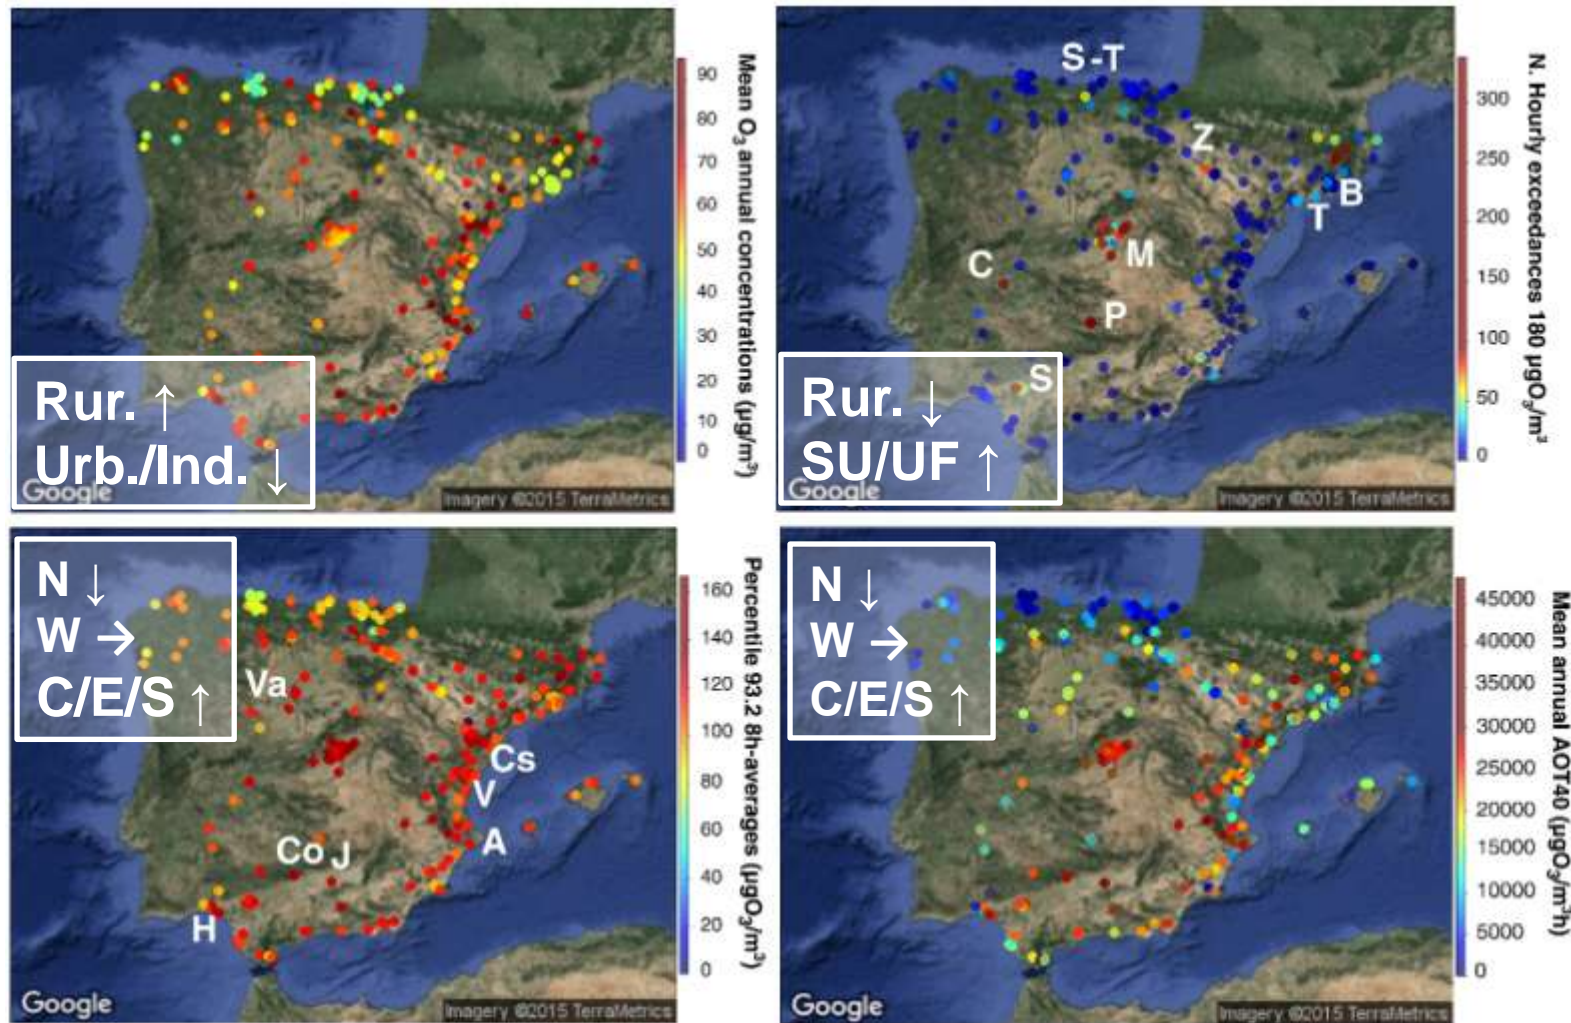 Rur. ↑
Urb./Ind. ↓
Google
Imagery ©2015 TerraMetrics
90
80
70
60
50
40
30
20
10
0
Mean O₃ annual concentrations (µg/m³)
S -T
Z
B
T
M
C
P
S
Rur. ↓
SU/UF ↑
Google
Imagery ©2015 TerraMetrics
300
250
200
150
100
50
0
N. Hourly exceedances 180 µgO₃/m³
N ↓
W →
C/E/S ↑
Va
Cs
V
A
Co J
H
Google
Imagery ©2015 TerraMetrics
160
140
120
100
80
60
40
20
0
Percentile 93.2 8h-averages (µgO₃/m³)
N ↓
W →
C/E/S ↑
Google
Imagery ©2015 TerraMetrics
45000
40000
35000
30000
25000
20000
15000
10000
5000
0
Mean annual AOT40 (µgO₃/m³h)